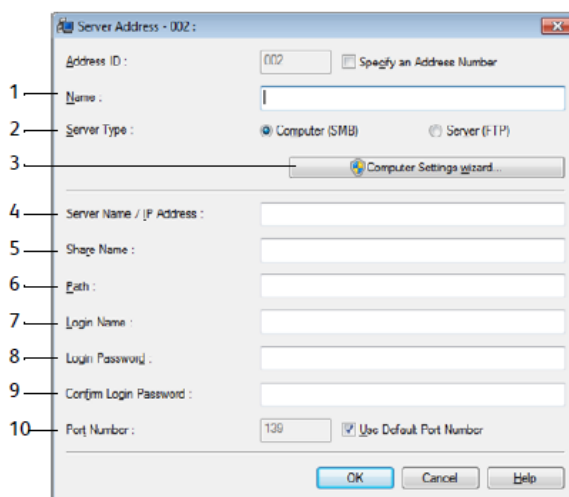 Server Address - 002 :
Address ID : 002 Specify an Address Number
1 Name :
2 Server Type : Computer (SMB) Server (FTP)
3 Computer Settings wizard...
4 Server Name / IP Address :
5 Share Name :
6 Path :
7 Login Name :
8 Login Password :
9 Confirm Login Password :
10 Port Number : 139 Use Default Port Number
OK Cancel Help